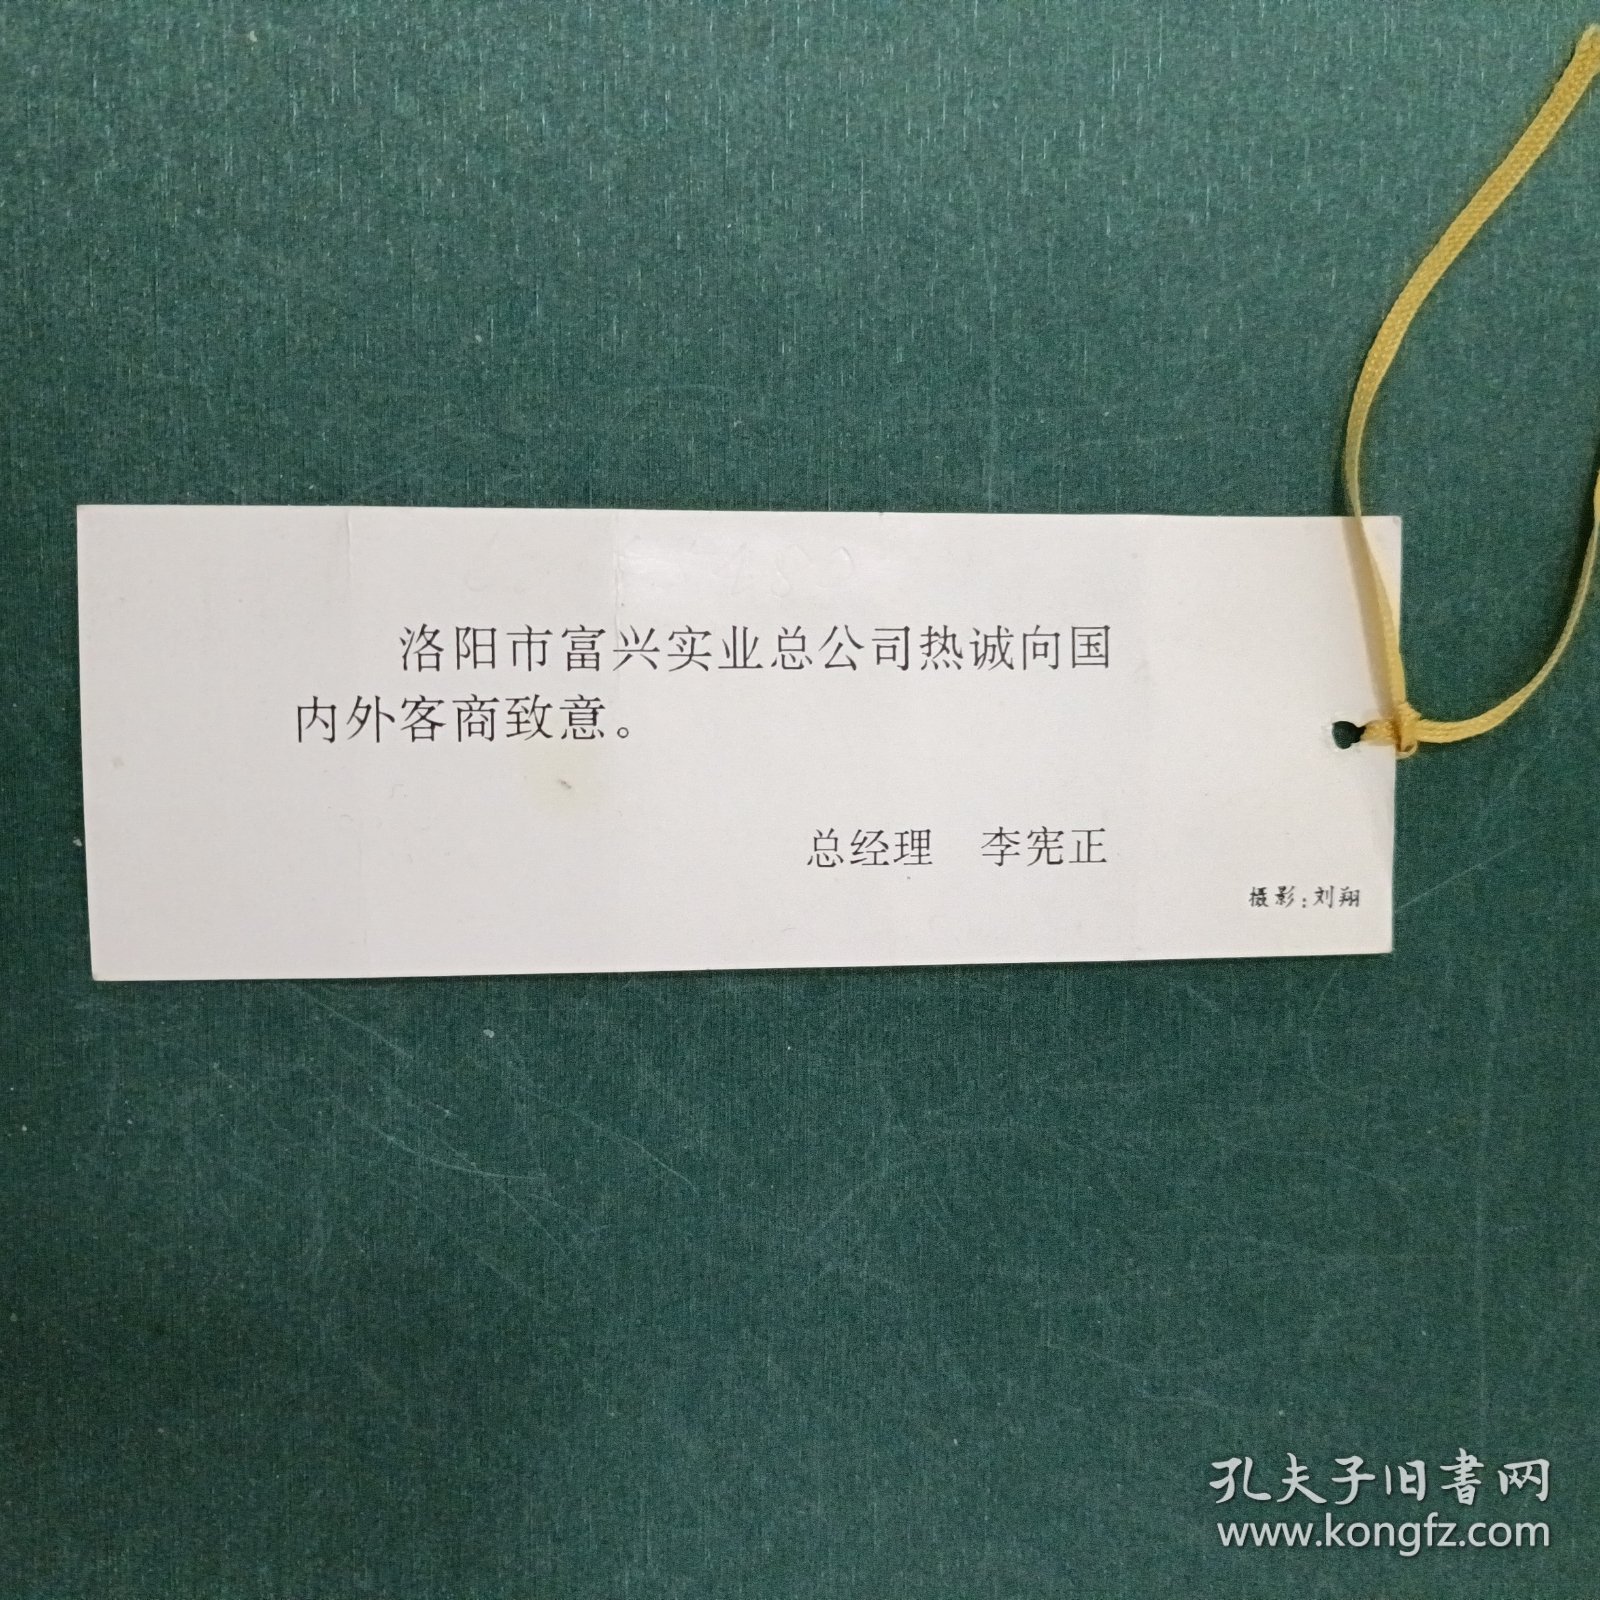 洛阳市富兴实业总公司热诚向国
内外客商致意。
总经理　李宪正
摄影:刘翔
孔夫子旧書网
www.kongfz.com